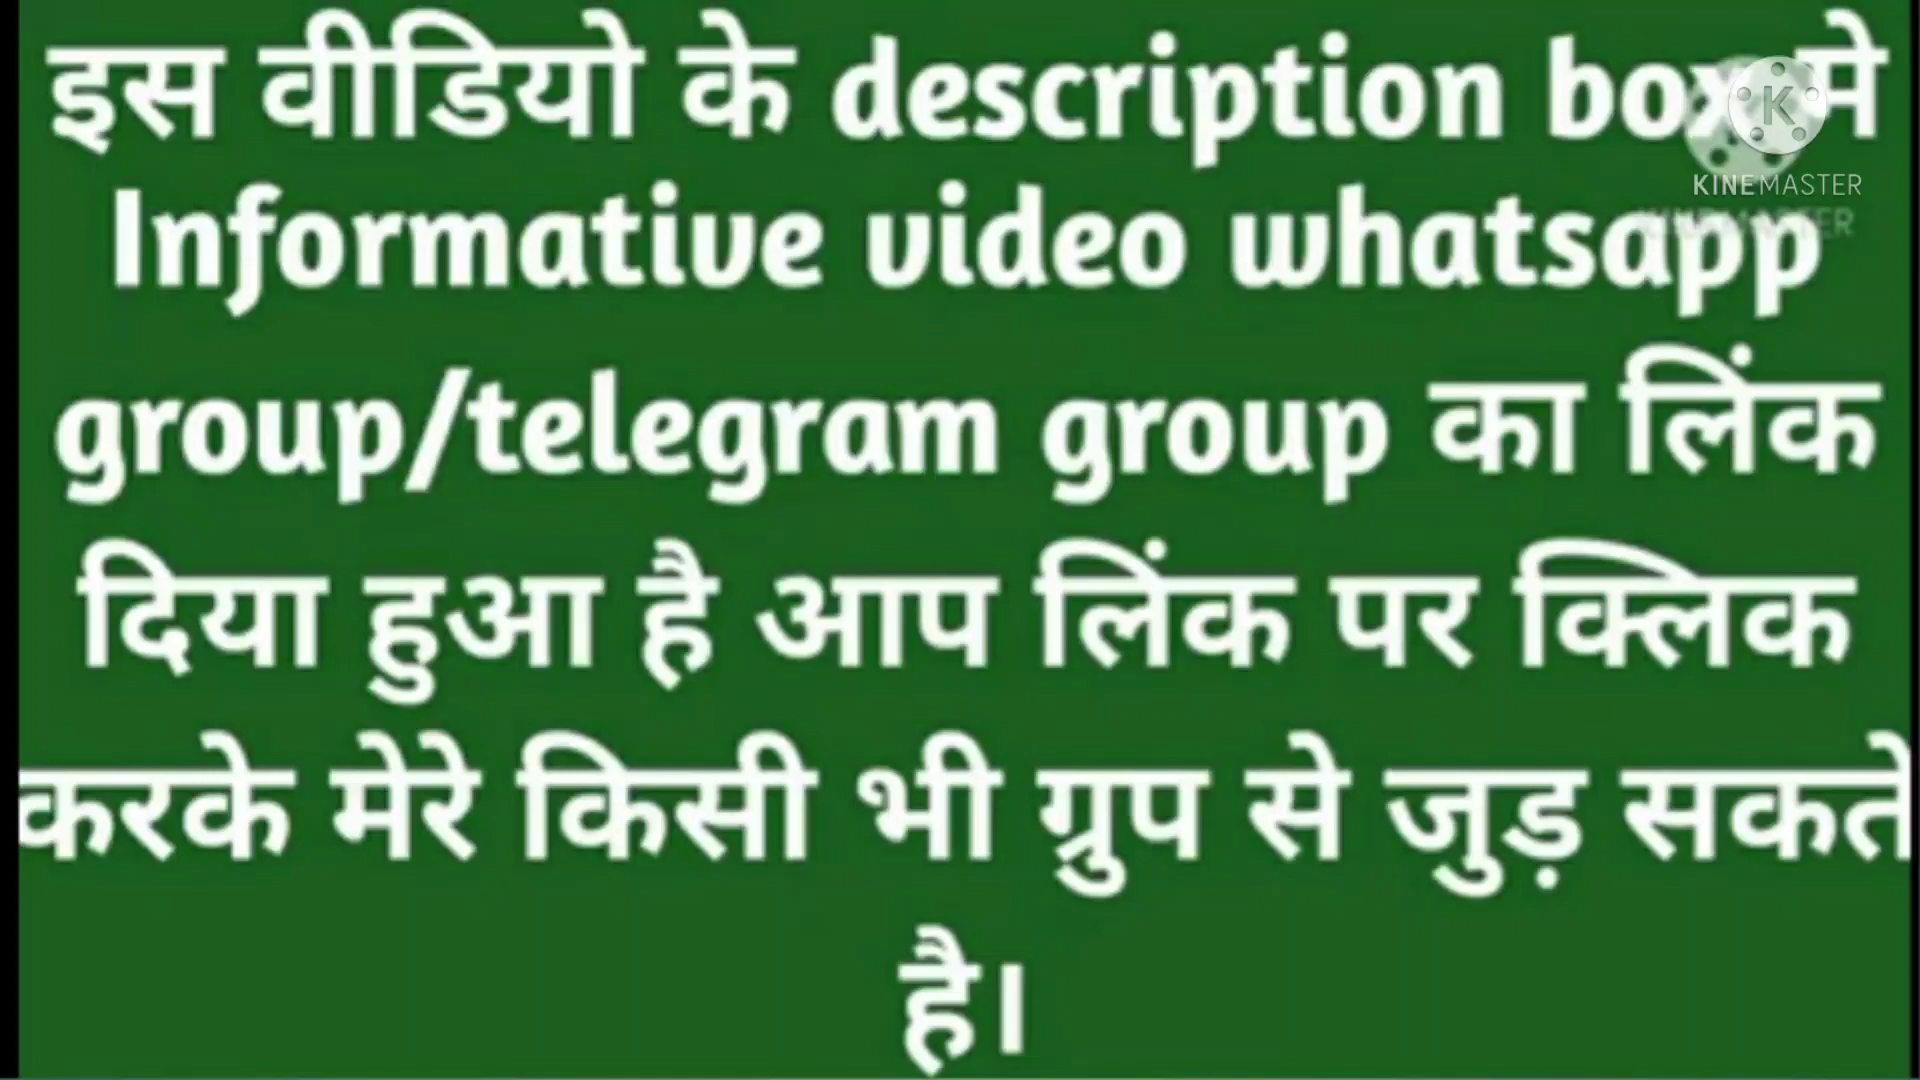 इस वीडियो के description box मे
KINEMASTER
Informative video whatsapp
group/telegram group का लिंक
दिया हुआ है आप लिंक पर क्लिक
करके मेरे किसी भी ग्रुप से जुड़ सकते
है।